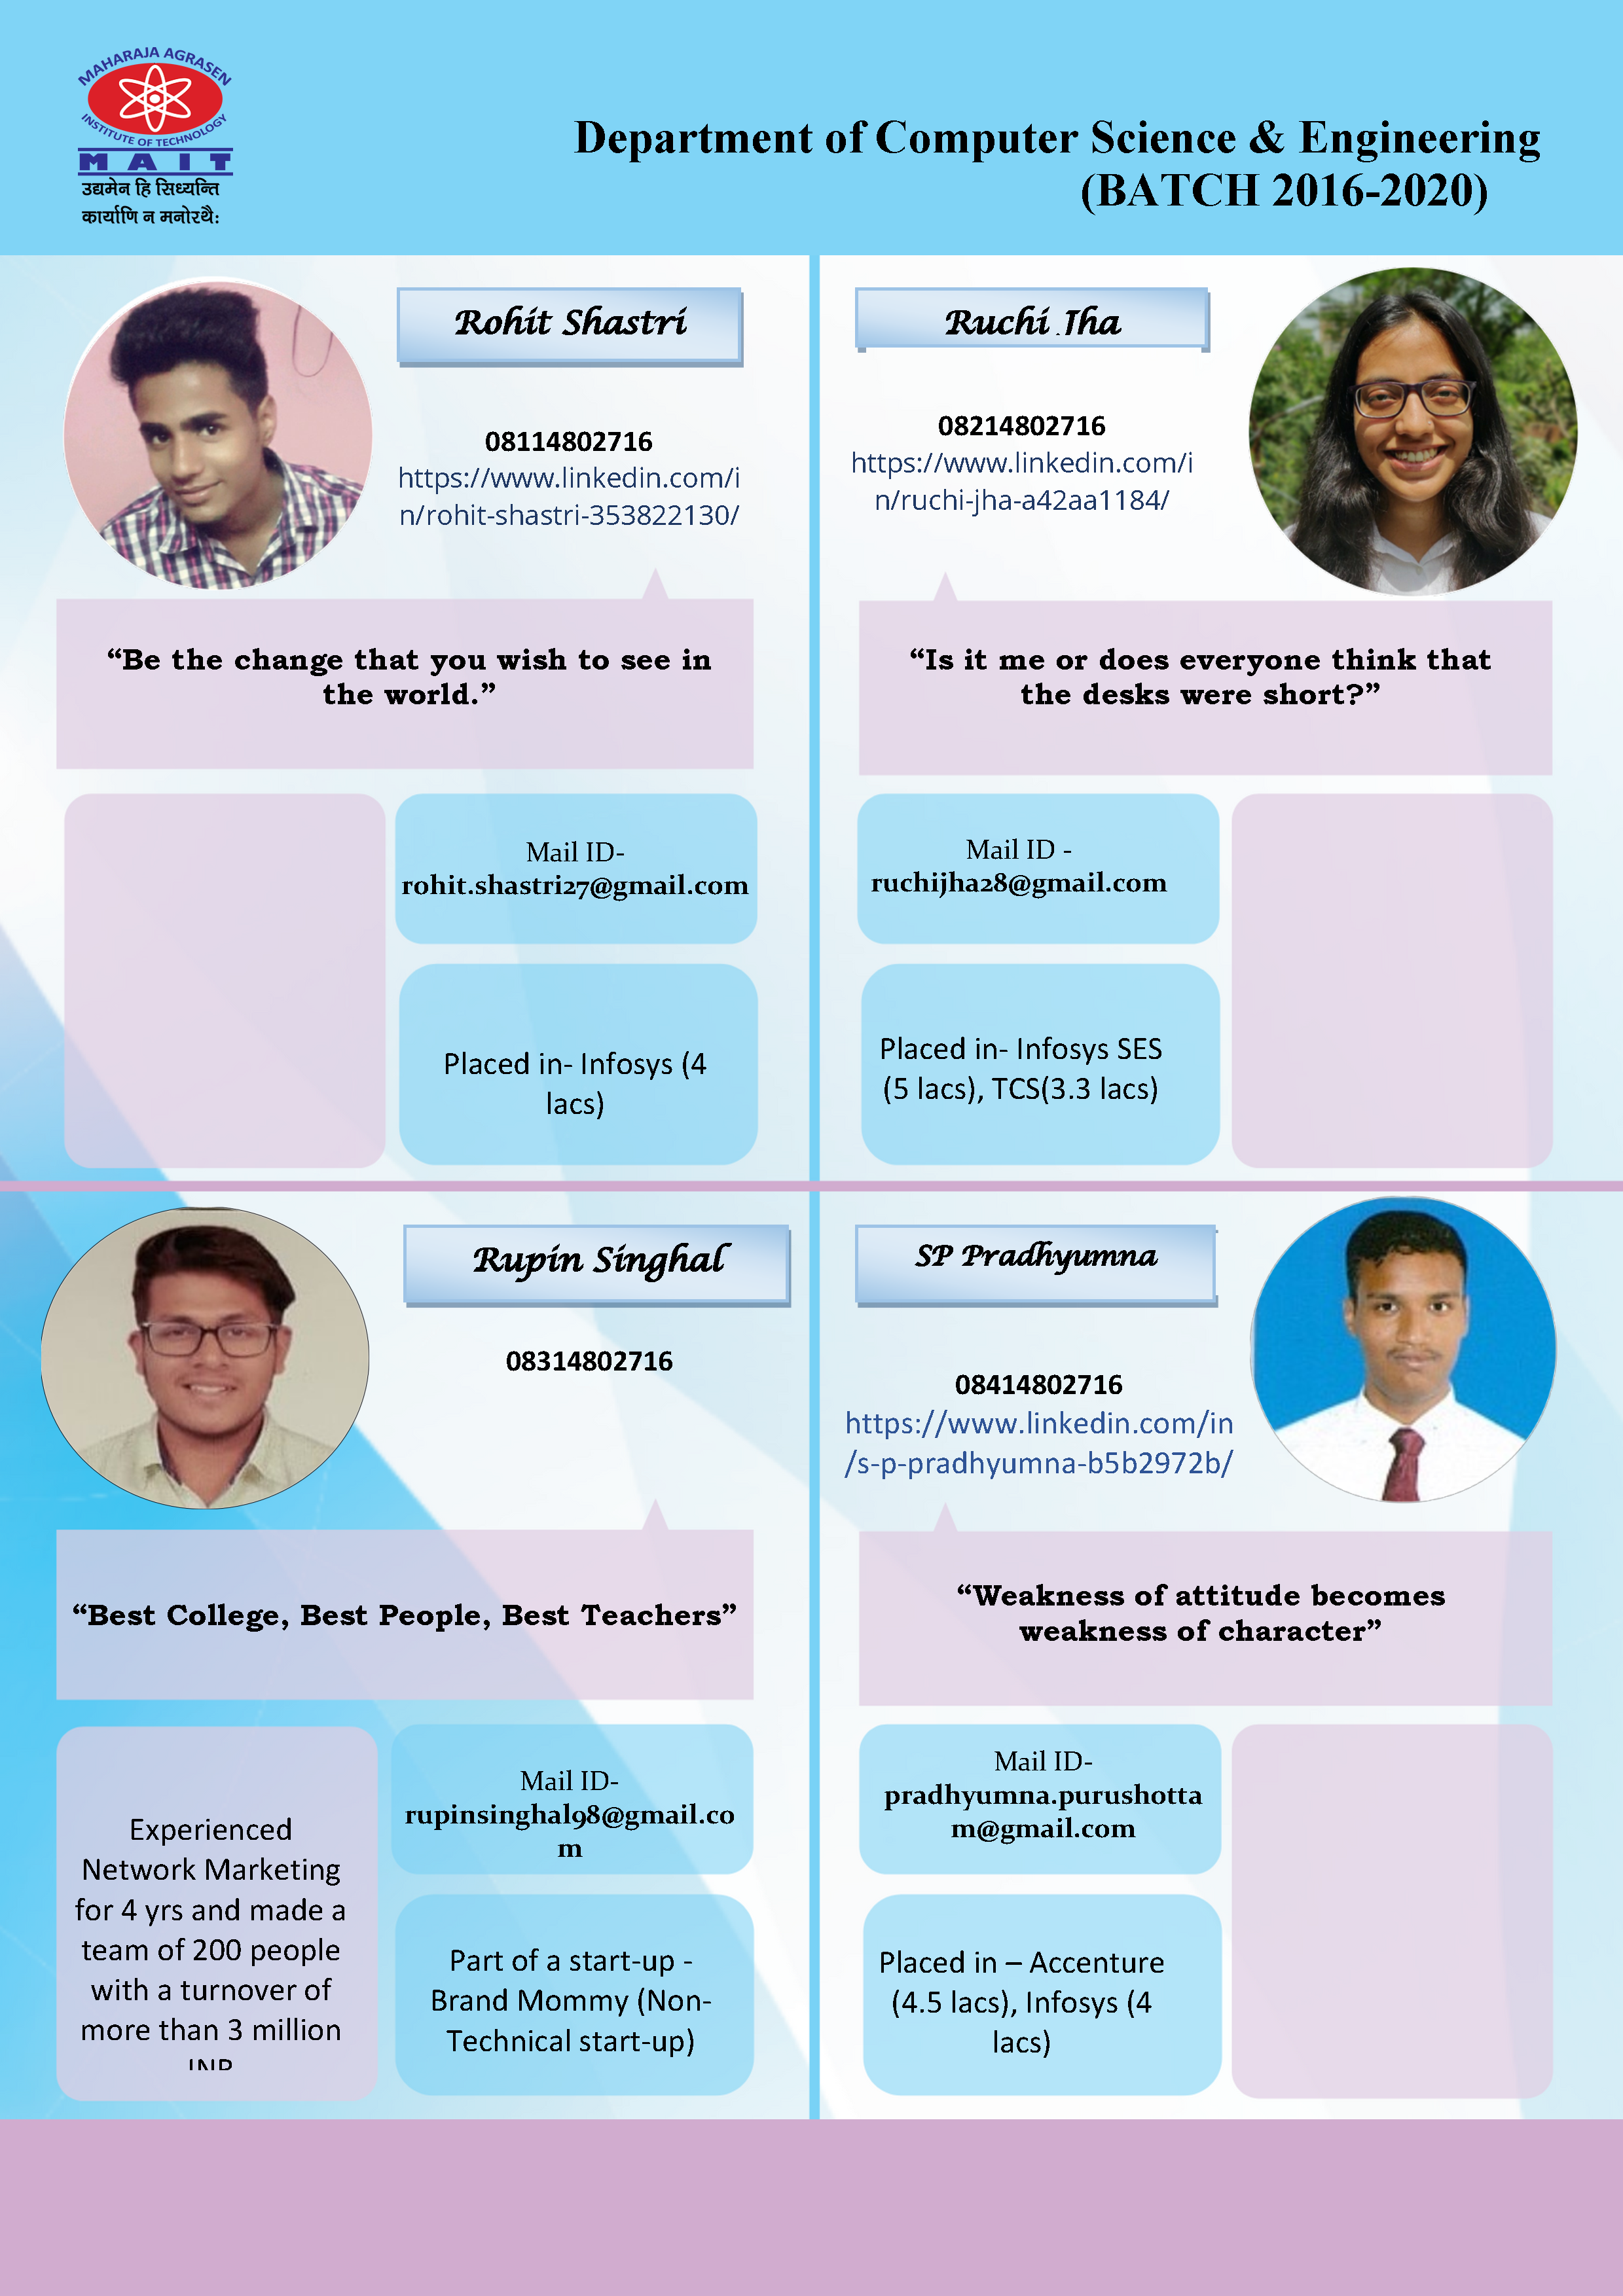 MAHARAJA AGRASEN
INSTITUTE OF TECHNOLOGY
MAIT
उद्यमेन हि सिध्यन्ति
कार्याणि न मनोरथै:
Department of Computer Science & Engineering
(BATCH 2016-2020)
Rohit Shastri
08114802716
https://www.linkedin.com/i
n/rohit-shastri-353822130/
“Be the change that you wish to see in
the world.”
Mail ID-
rohit.shastri27@gmail.com
Placed in- Infosys (4
lacs)
Ruchi Jha
08214802716
https://www.linkedin.com/i
n/ruchi-jha-a42aa1184/
“Is it me or does everyone think that
the desks were short?”
Mail ID -
ruchijha28@gmail.com
Placed in- Infosys SES
(5 lacs), TCS(3.3 lacs)
Rupin Singhal
08314802716
“Best College, Best People, Best Teachers”
Experienced
Network Marketing
for 4 yrs and made a
team of 200 people
with a turnover of
more than 3 million
INR
Mail ID-
rupinsinghal98@gmail.co
m
Part of a start-up -
Brand Mommy (Non-
Technical start-up)
SP Pradhyumna
08414802716
https://www.linkedin.com/in
/s-p-pradhyumna-b5b2972b/
“Weakness of attitude becomes
weakness of character”
Mail ID-
pradhyumna.purushotta
m@gmail.com
Placed in – Accenture
(4.5 lacs), Infosys (4
lacs)